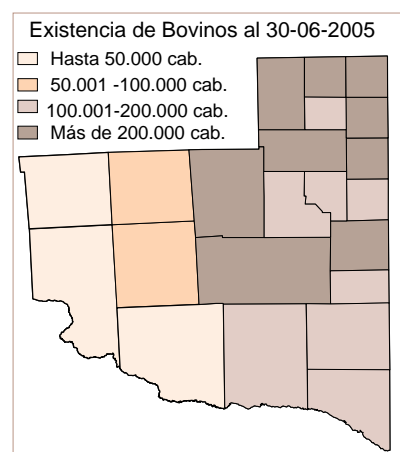 Existencia de Bovinos al 30-06-2005
Hasta 50.000 cab.
50.001 -100.000 cab.
100.001-200.000 cab.
Más de 200.000 cab.